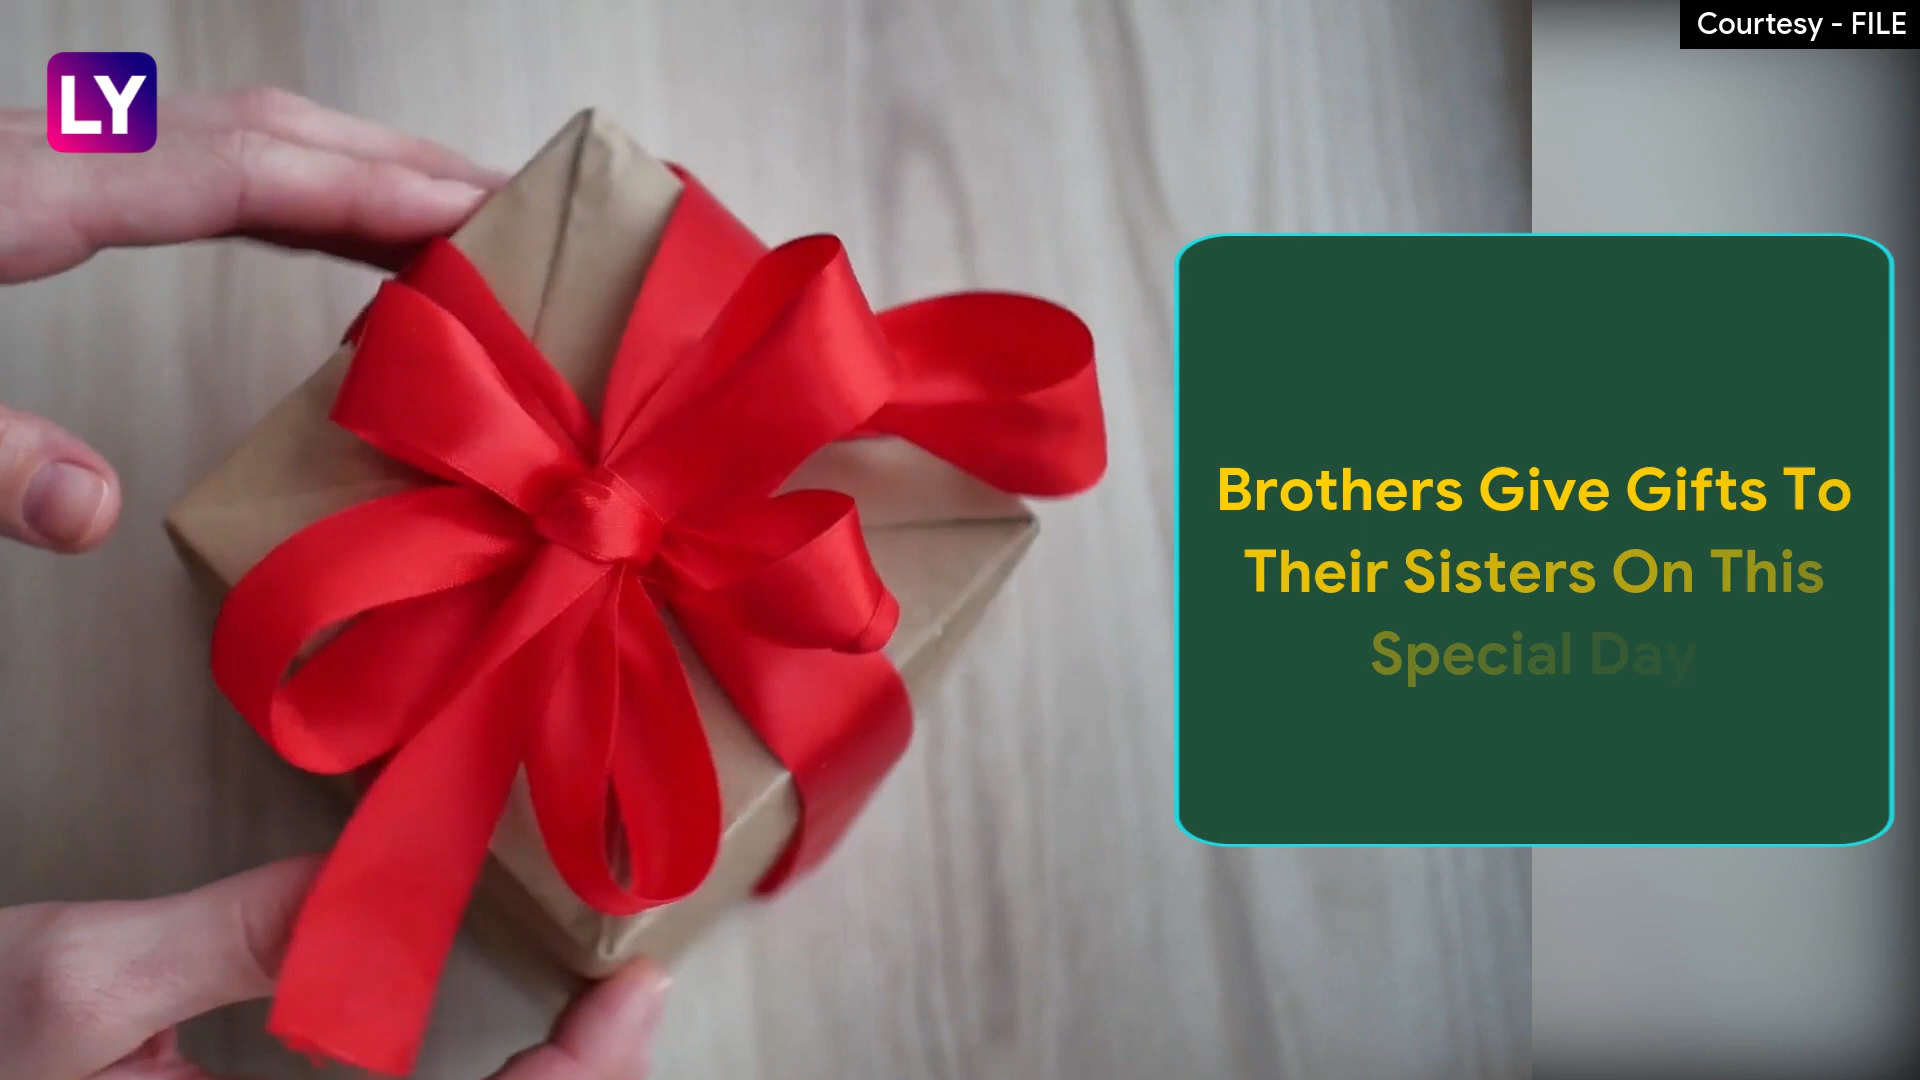 Courtesy - FILE
LY
Brothers Give Gifts To
Their Sisters On This
Special Day